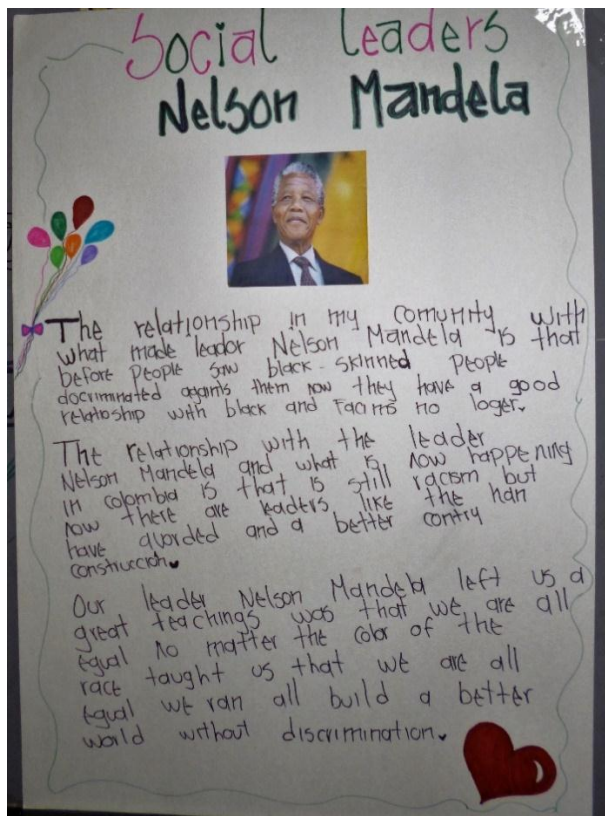 Social Leaders
Nelson Mandela
The relationship in my comunity with
what made leader Nelson Mandela is that
before people saw black-skinned people
docriminated againts them now they have a good
relatioship with black and racims no loger.
The relationship with the leader
Nelson Mandela and what is now happening
in colombia is that is still racism but
now there are leaders like the han
have avorded and a better contry
construccion.
Our leader Nelson Mandela left us a
great teachings was that we are all
equal no matter the color of the
race taught us that we are all
equal we ran all build a better
world without discrimination.